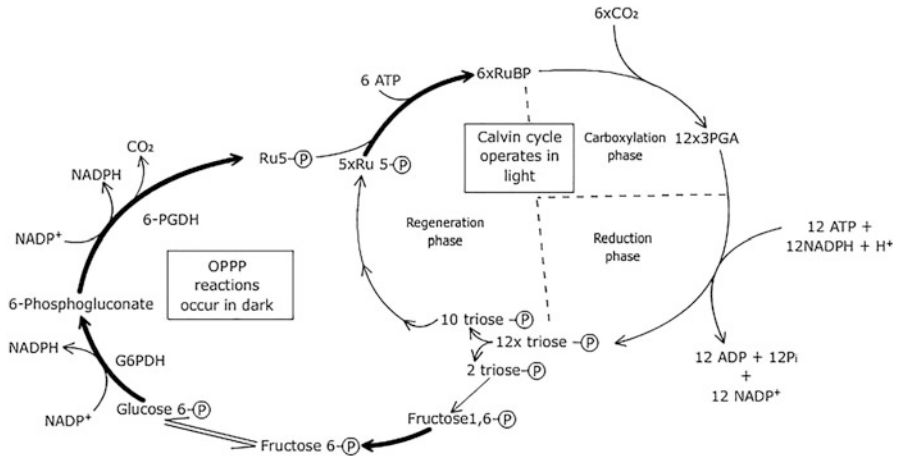 6xCO₂
6 ATP
6xRuBP
CO₂
NADPH
Ru5-Ⓟ
5xRu 5-Ⓟ
Calvin cycle
operates in
light
Carboxylation
phase
12x3PGA
6-PGDH
NADP⁺
Regeneration
phase
Reduction
phase
12 ATP +
12NADPH + H⁺
OPPP
reactions
occur in dark
6-Phosphogluconate
10 triose-Ⓟ
12x triose-Ⓟ
2 triose-Ⓟ
NADPH
G6PDH
12 ADP + 12Pi
+
12 NADP⁺
NADP⁺
Glucose 6-Ⓟ
Fructose1,6-Ⓟ
Fructose 6-Ⓟ